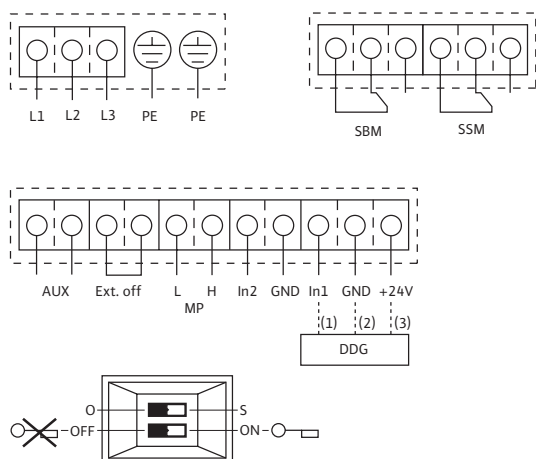 L1 L2 L3 PE PE
SBM SSM
AUX Ext. off L H In2 GND In1 GND +24V
MP
(1) (2) (3)
DDG
O S
OFF ON